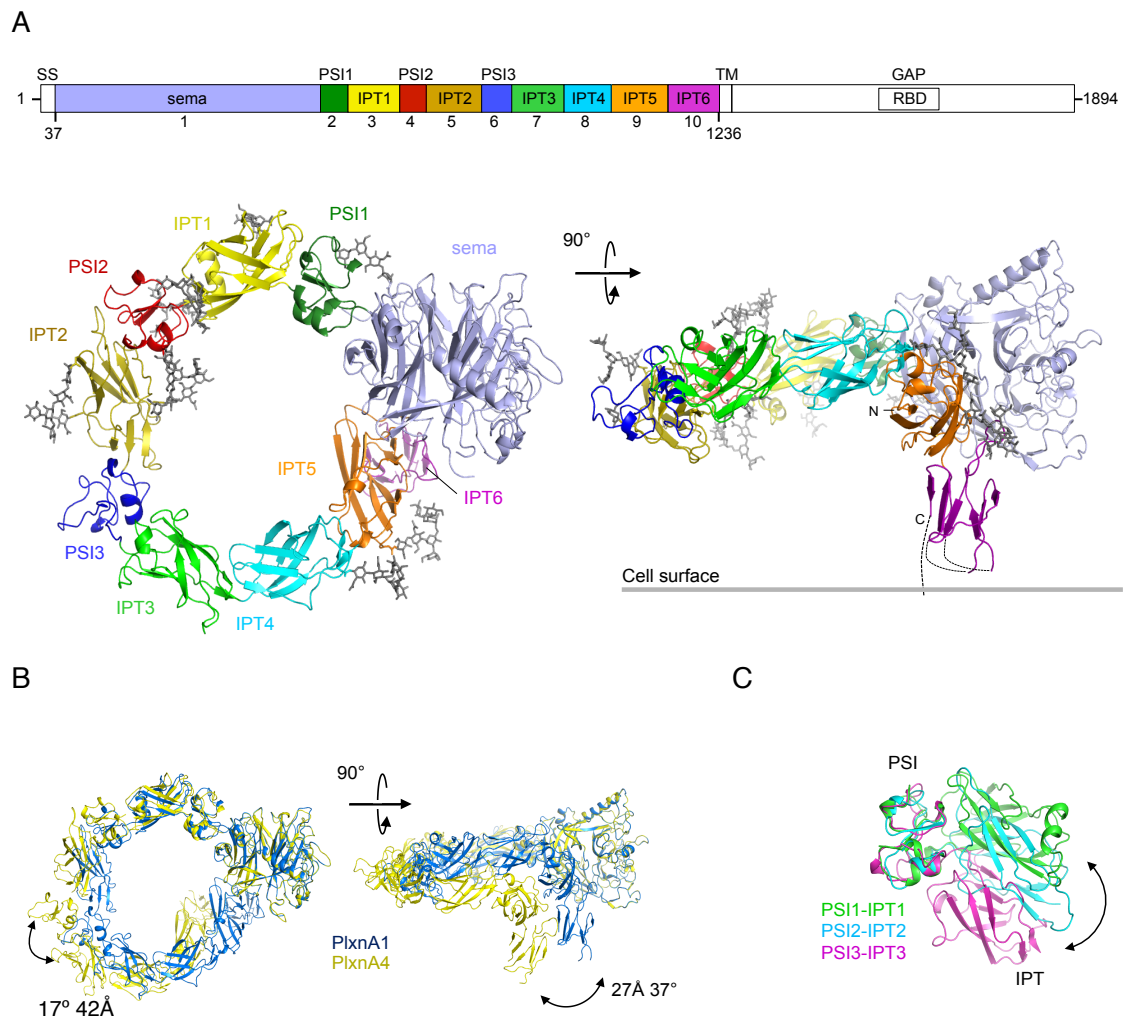 A
SS PSI1 PSI2 PSI3 TM GAP
1 sema IPT1 IPT2 IPT3 IPT4 IPT5 IPT6 RBD 1894
37 1 2 3 4 5 6 7 8 9 10 1236
IPT1 PSI1
sema
PSI2
IPT2
IPT5
IPT6
PSI3
IPT3
IPT4
90°
N
C
Cell surface
B
90°
PlxnA1
PlxnA4
17º 42Å
27Å 37°
C
PSI
PSI1-IPT1
PSI2-IPT2
PSI3-IPT3
IPT